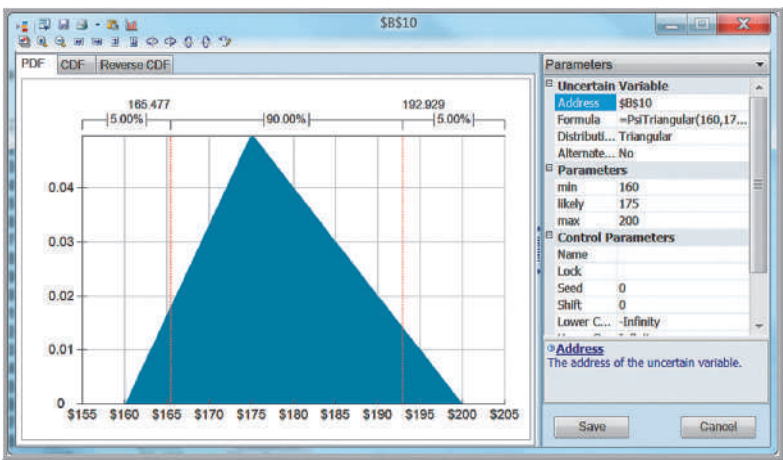 $B$10
PDF CDF Reverse CDF
165.477 192.929
5.00% 90.00% 5.00%
0.04
0.03
0.02
0.01
0
$155 $160 $165 $170 $175 $180 $185 $190 $195 $200 $205
Parameters
Uncertain Variable
Address $B$10
Formula =PsiTriangular(160,17...
Distributi... Triangular
Alternate... No
Parameters
min 160
likely 175
max 200
Control Parameters
Name
Lock
Seed 0
Shift 0
Lower C... -Infinity
Address
The address of the uncertain variable.
Save Cancel